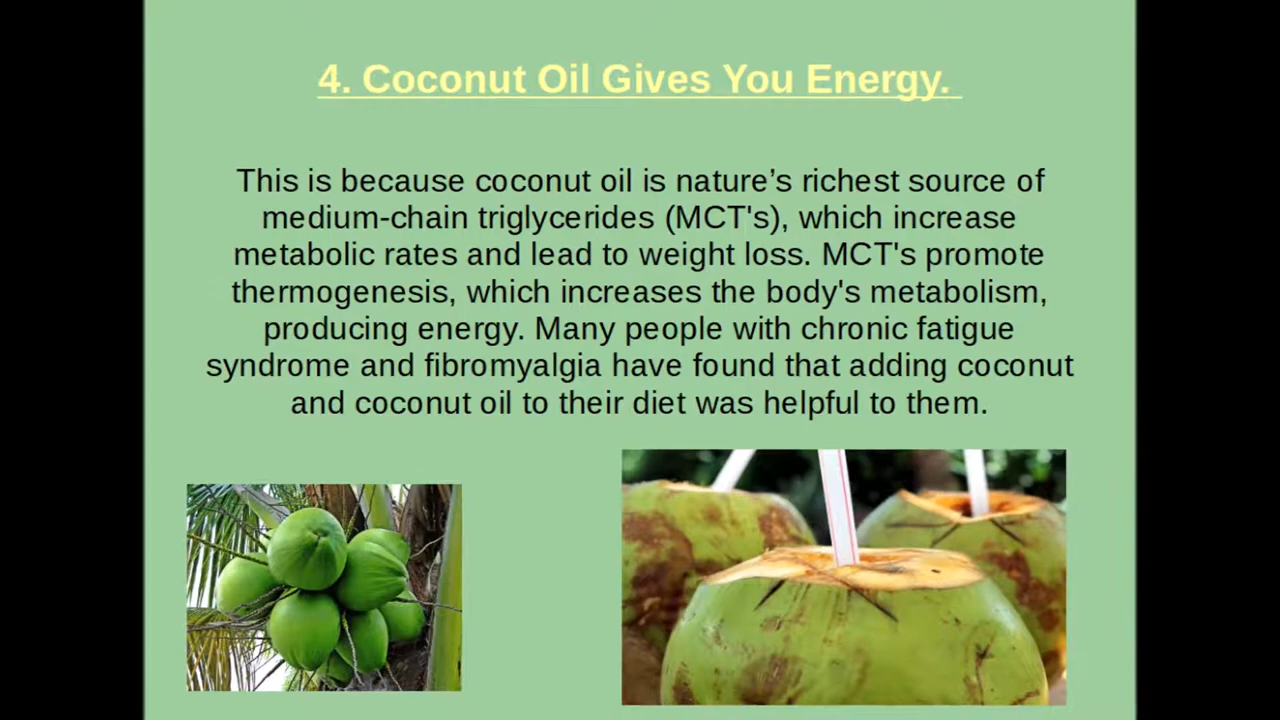 4. Coconut Oil Gives You Energy.
This is because coconut oil is nature’s richest source of
medium-chain triglycerides (MCT's), which increase
metabolic rates and lead to weight loss. MCT's promote
thermogenesis, which increases the body's metabolism,
producing energy. Many people with chronic fatigue
syndrome and fibromyalgia have found that adding coconut
and coconut oil to their diet was helpful to them.